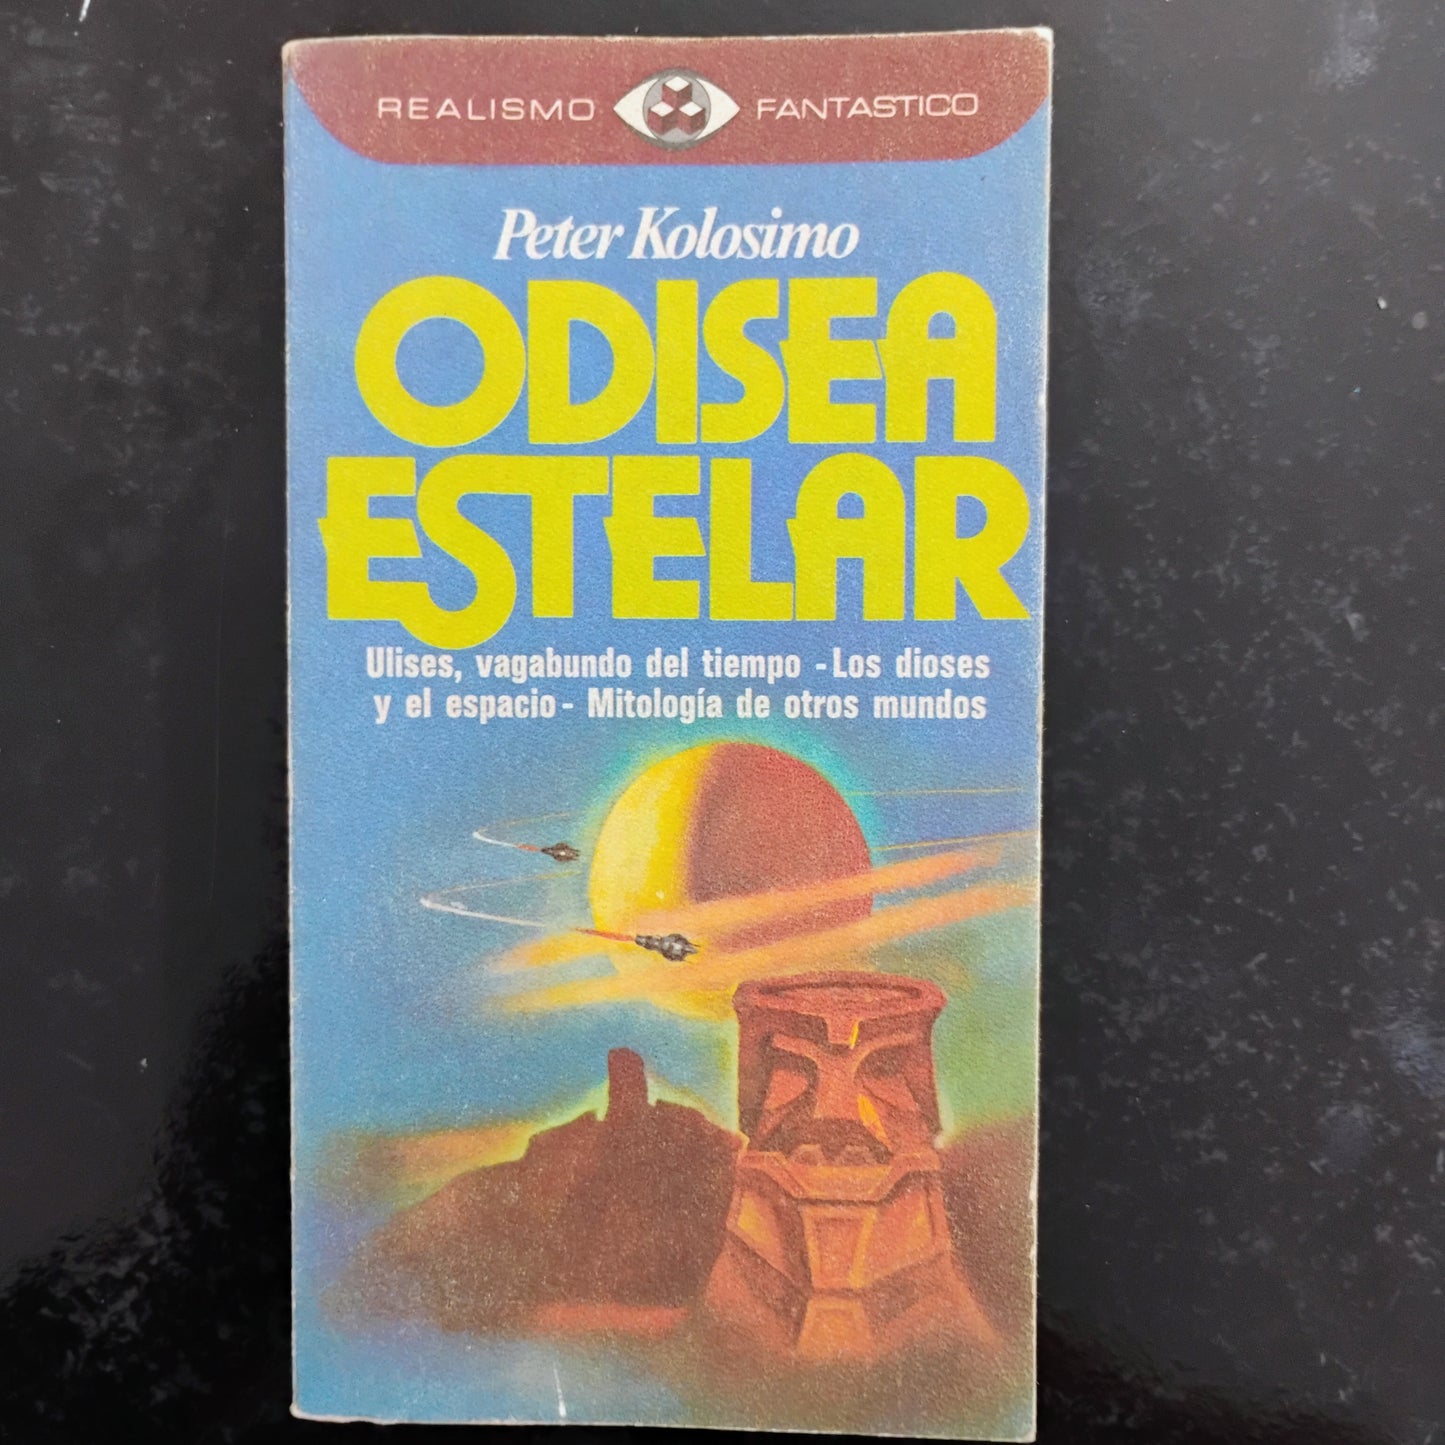 REALISMO FANTASTICO
Peter Kolosimo
ODISEA
ESTELAR
Ulises, vagabundo del tiempo - Los dioses
y el espacio - Mitología de otros mundos